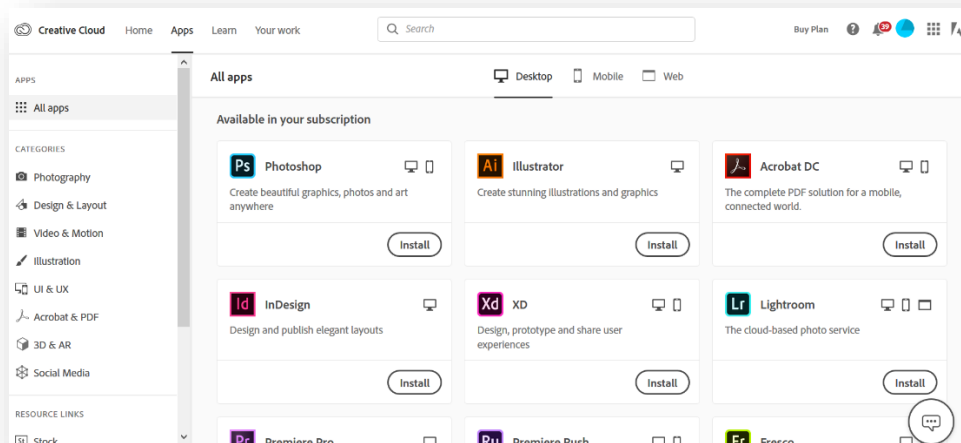 Creative Cloud Home Apps Learn Your work Search Buy Plan ? 39
APPS
All apps
CATEGORIES
Photography
Design & Layout
Video & Motion
Illustration
UI & UX
Acrobat & PDF
3D & AR
Social Media
RESOURCE LINKS
St Stock
All apps Desktop Mobile Web
Available in your subscription
Ps Photoshop
Create beautiful graphics, photos and art
anywhere
Install
Ai Illustrator
Create stunning illustrations and graphics
Install
Acrobat DC
The complete PDF solution for a mobile,
connected world.
Install
Id InDesign
Design and publish elegant layouts
Install
Xd XD
Design, prototype and share user
experiences
Install
Lr Lightroom
The cloud-based photo service
Install
Pr Premiere Pro
Ru Premiere Rush
Fr Fresco